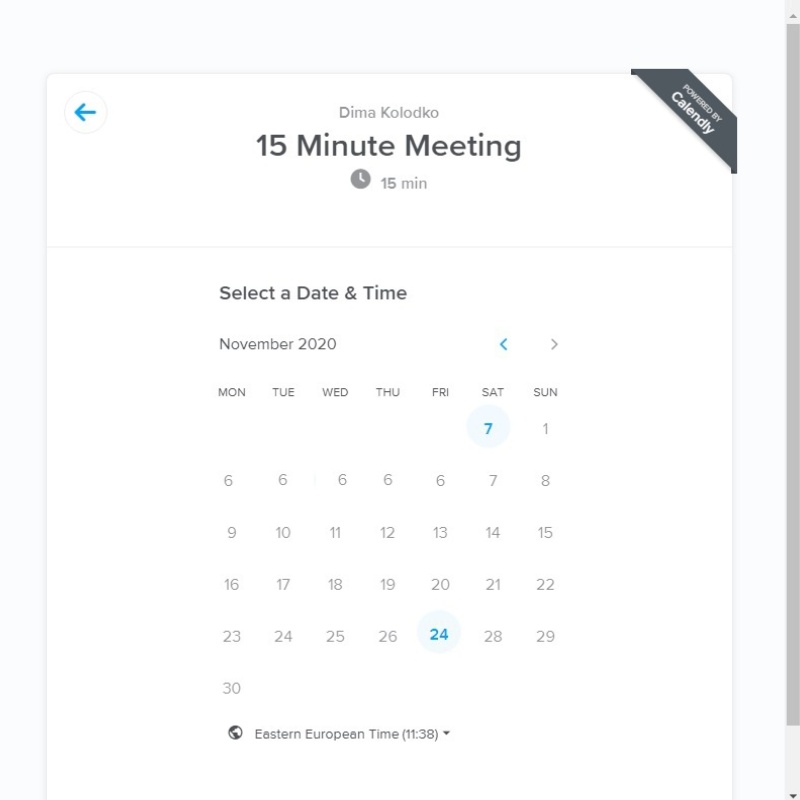 POWERED BY
Calendly
Dima Kolodko
15 Minute Meeting
15 min
Select a Date & Time
November 2020
MON TUE WED THU FRI SAT SUN
7 1
6 6 6 6 6 7 8
9 10 11 12 13 14 15
16 17 18 19 20 21 22
23 24 25 26 24 28 29
30
Eastern European Time (11:38)